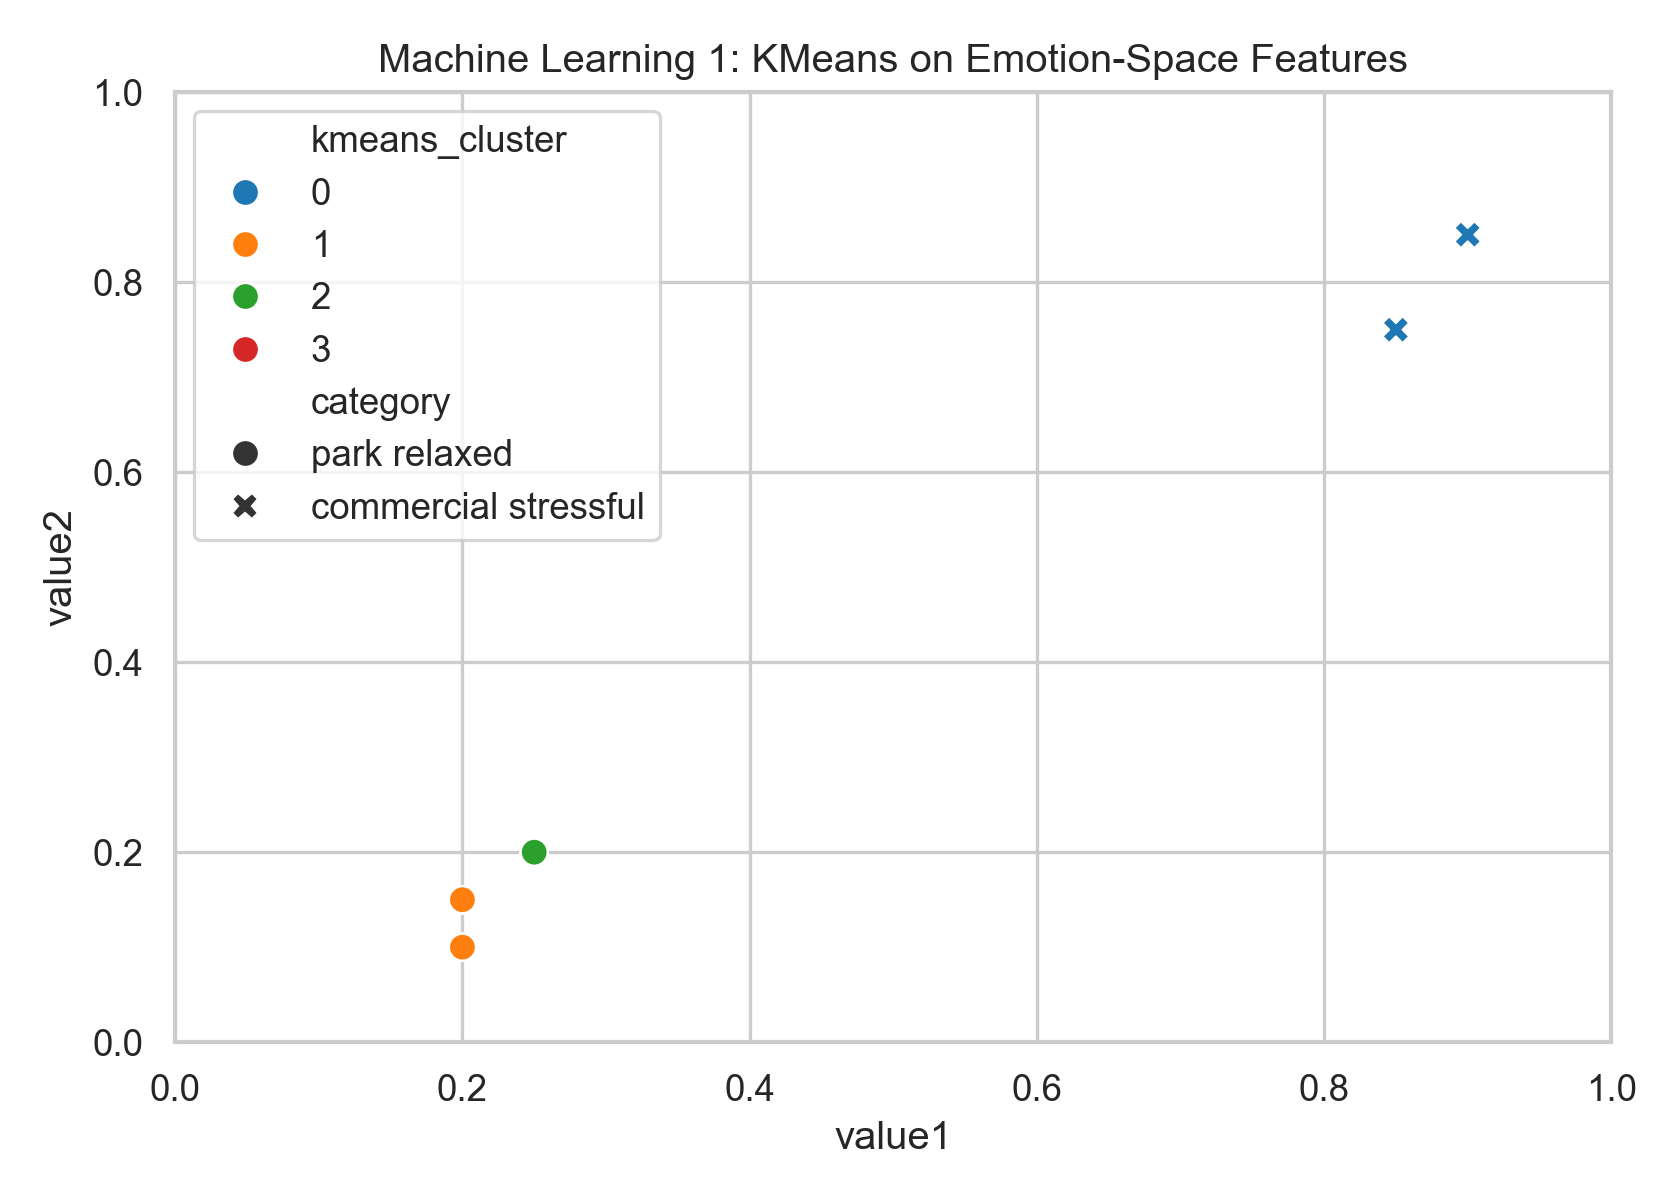 Machine Learning 1: KMeans on Emotion-Space Features
1.0
0.8
0.6
0.4
0.2
0.0
value2
kmeans_cluster
0
1
2
3
category
park relaxed
commercial stressful
0.0 0.2 0.4 0.6 0.8 1.0
value1